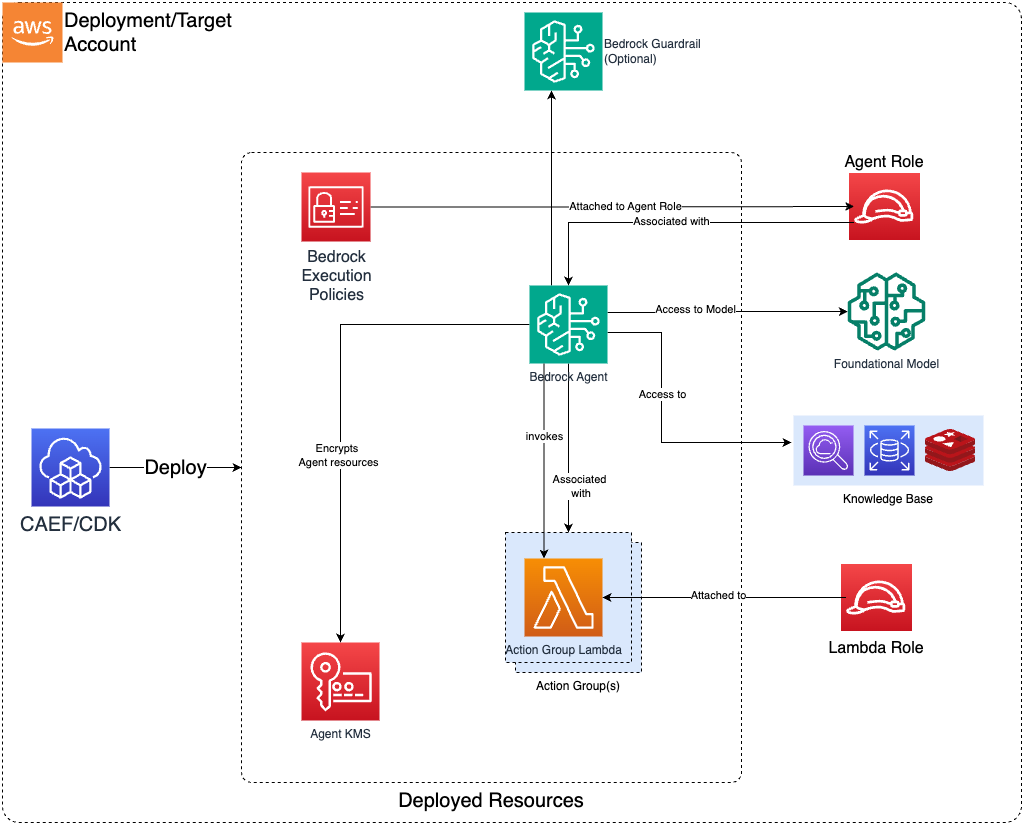 aws
Deployment/Target
Account
Bedrock Guardrail
(Optional)
Agent Role
Attached to Agent Role
Associated with
Bedrock
Execution
Policies
Access to Model
Foundational Model
Bedrock Agent
Access to
invokes
Encrypts
Agent resources
Deploy
Associated
with
Knowledge Base
CAEF/CDK
Attached to
Action Group Lambda
Lambda Role
Action Group(s)
Agent KMS
Deployed Resources